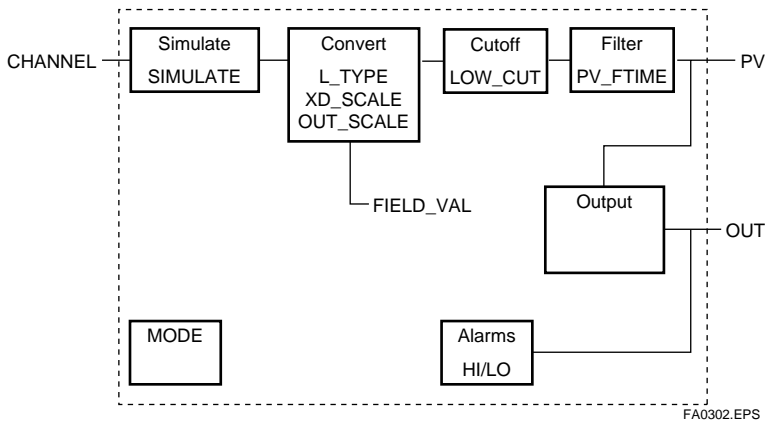 Simulate
SIMULATE
Convert
L_TYPE
XD_SCALE
OUT_SCALE
Cutoff
LOW_CUT
Filter
PV_FTIME
CHANNEL
PV
FIELD_VAL
Output
OUT
MODE
Alarms
HI/LO
FA0302.EPS